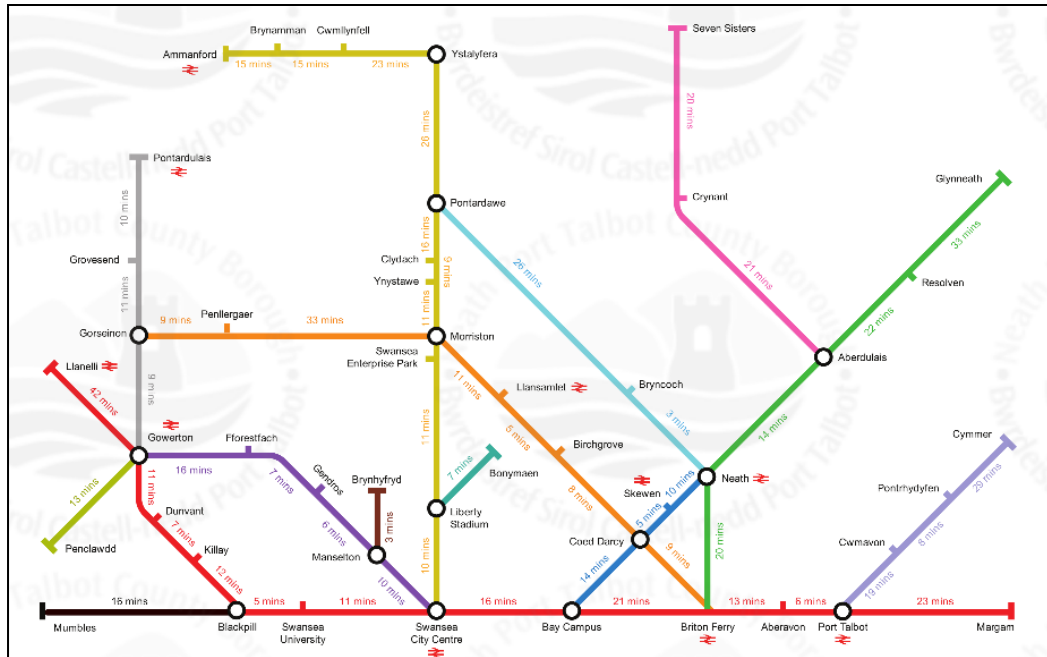 Brynamman
Cwmllynfell
Ammanford
Ystalyfera
15 mins
15 mins
23 mins
Seven Sisters
20 mins
26 mins
Pontardulais
10 mins
Grovesend
11 mins
Pontardawe
16 mins
Clydach
9 mins
Ynystawe
11 mins
Crynant
21 mins
Glynneath
33 mins
Resolven
22 mins
26 mins
Gorseinon
9 mins
Penllergaer
33 mins
Morriston
Swansea
Enterprise Park
Aberdulais
Llanelli
42 mins
9 mins
11 mins
Llansamlet
Bryncoch
3 mins
14 mins
5 mins
11 mins
Gowerton
Fforestfach
16 mins
7 mins
Birchgrove
8 mins
Cymmer
29 mins
Gendros
Brynhyfryd
7 mins
Bonymaen
Skewen
10 mins
Neath
Pontrhydyfen
13 mins
11 mins
Dunvant
7 mins
6 mins
3 mins
Liberty
Stadium
5 mins
Coed Darcy
20 mins
8 mins
Penclawdd
Killay
12 mins
Manselton
10 mins
10 mins
14 mins
9 mins
Cwmavon
19 mins
16 mins
5 mins
11 mins
16 mins
21 mins
13 mins
6 mins
23 mins
Mumbles
Blackpill
Swansea
University
Swansea
City Centre
Bay Campus
Briton Ferry
Aberavon
Port Talbot
Margam